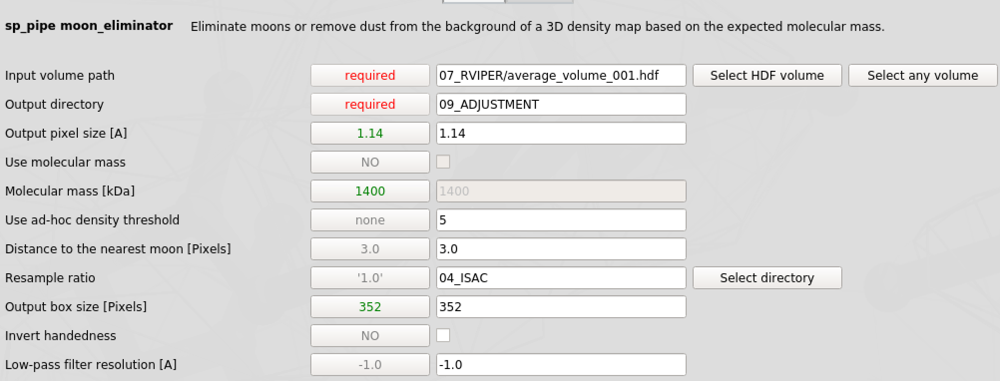 sp_pipe moon_eliminator Eliminate moons or remove dust from the background of a 3D density map based on the expected molecular mass.
Input volume path required 07_RVIPER/average_volume_001.hdf Select HDF volume Select any volume
Output directory required 09_ADJUSTMENT
Output pixel size [A] 1.14 1.14
Use molecular mass NO
Molecular mass [kDa] 1400 1400
Use ad-hoc density threshold none 5
Distance to the nearest moon [Pixels] 3.0 3.0
Resample ratio '1.0' 04_ISAC Select directory
Output box size [Pixels] 352 352
Invert handedness NO
Low-pass filter resolution [A] -1.0 -1.0